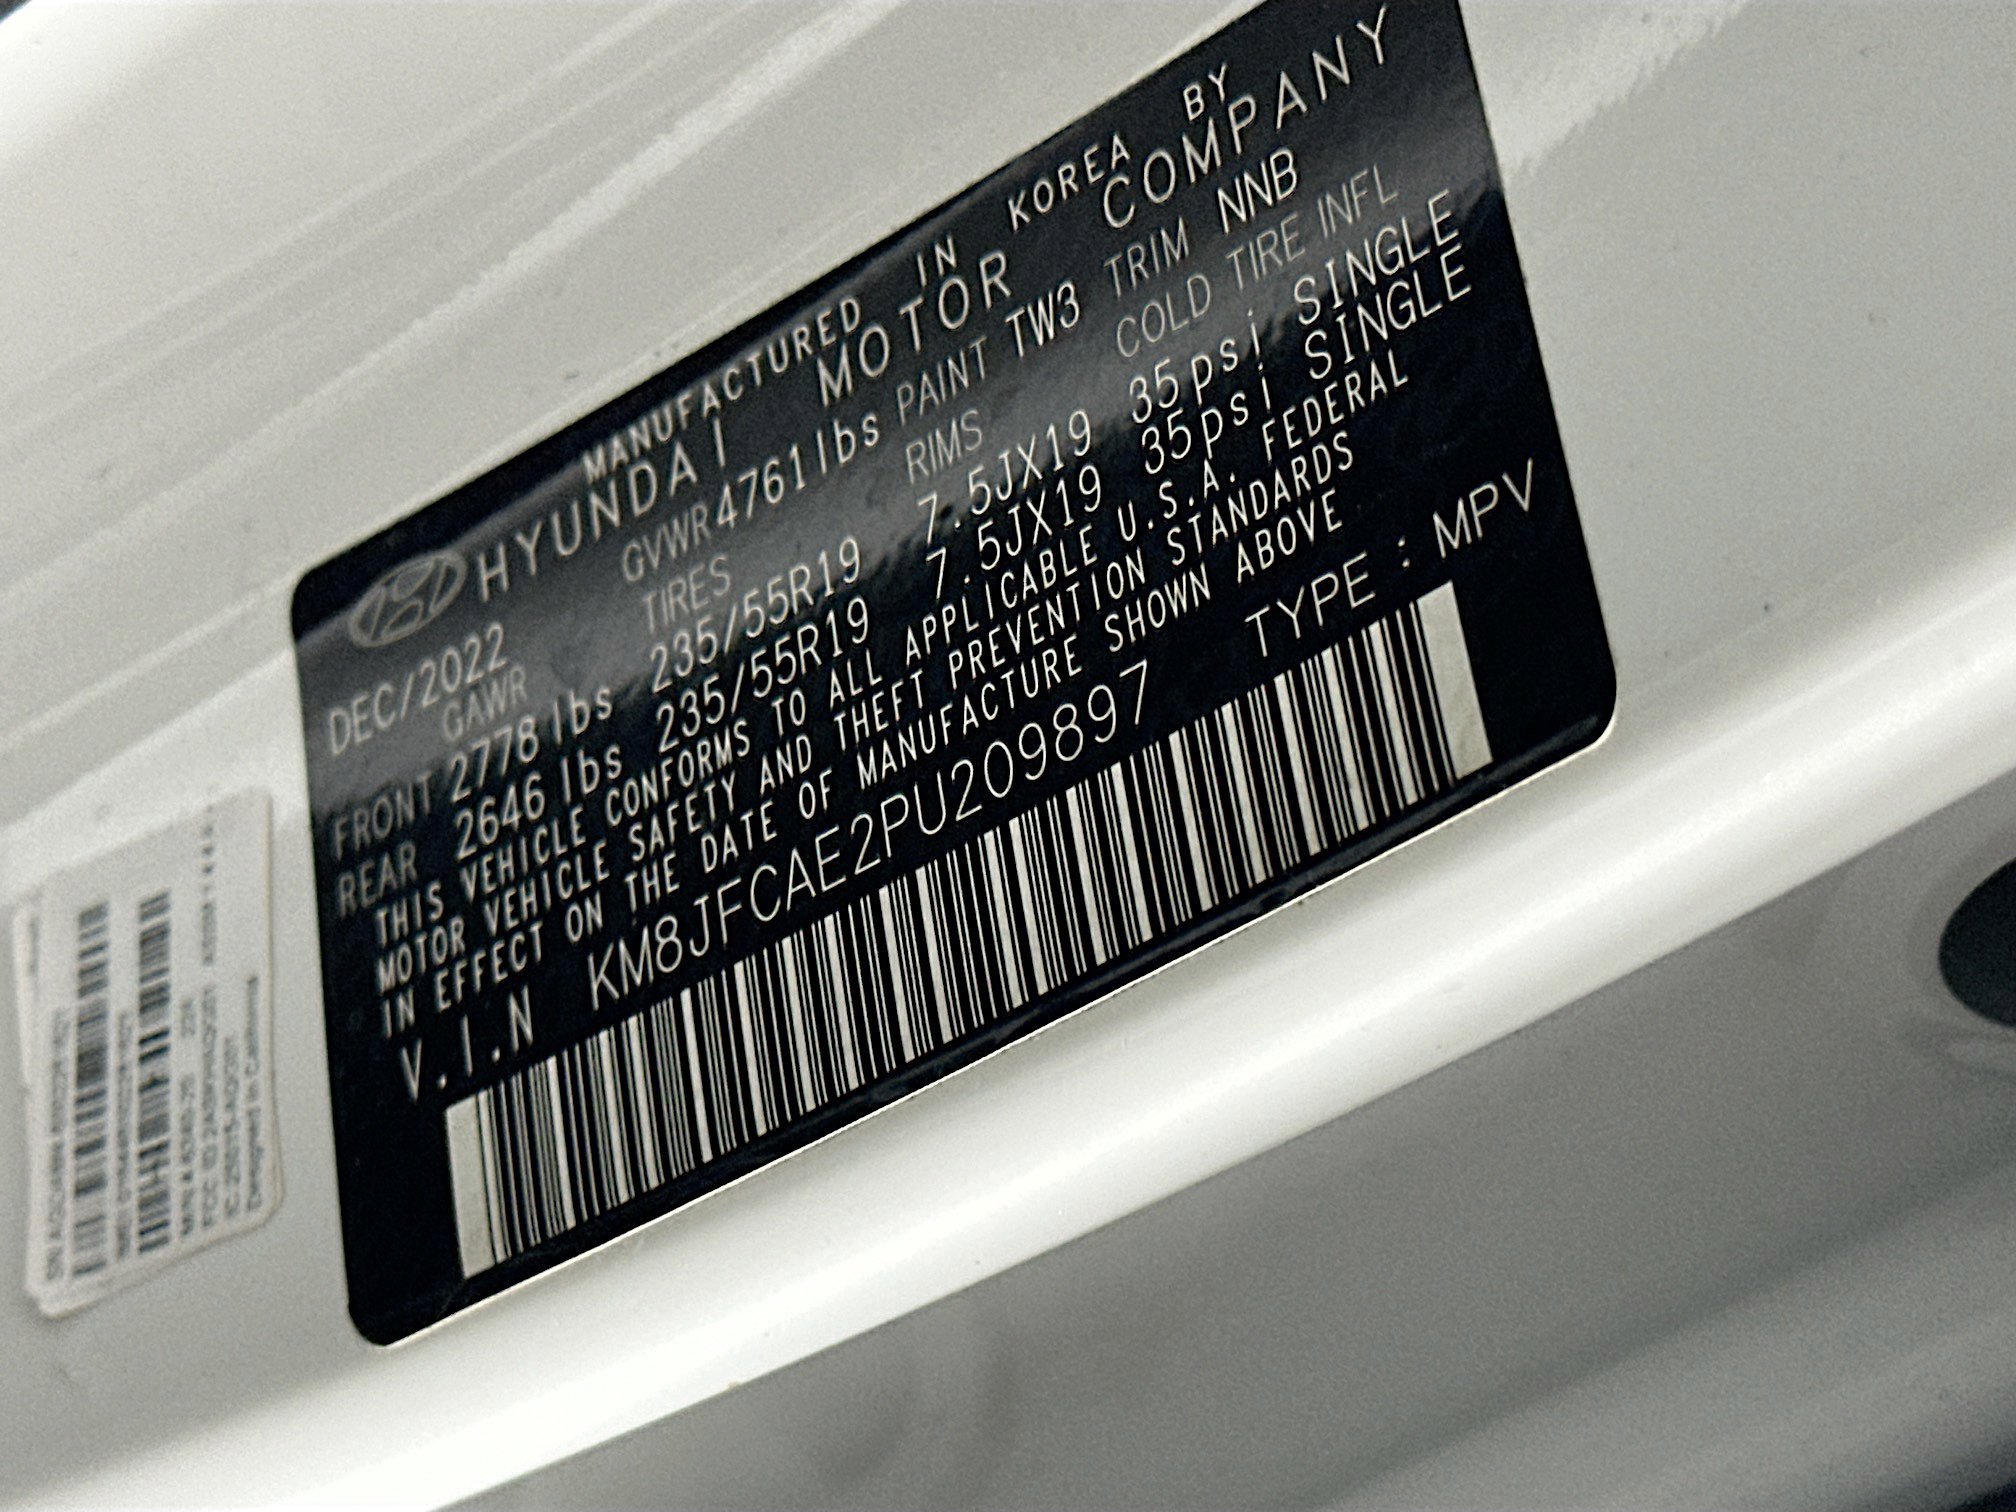 MANUFACTURED IN KOREA BY
HYUNDAI MOTOR COMPANY
DEC/2022 GVWR 4761lbs PAINT TW3 TRIM NNB
GAWR TIRES RIMS COLD TIRE INFL
FRONT 2778lbs 235/55R19 7.5JX19 35psi SINGLE
REAR 2646lbs 235/55R19 7.5JX19 35psi SINGLE
THIS VEHICLE CONFORMS TO ALL APPLICABLE U.S.A. FEDERAL
MOTOR VEHICLE SAFETY AND THEFT PREVENTION STANDARDS
IN EFFECT ON THE DATE OF MANUFACTURE SHOWN ABOVE
V.I.N KM8JFCAE2PU209897 TYPE : MPV
Designed in California